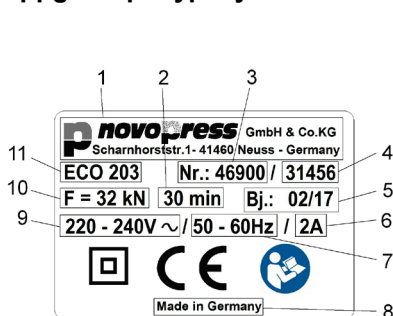 1 2 3
novopress GmbH & Co.KG
Scharnhorststr.1- 41460 Neuss - Germany
11 ECO 203 Nr.: 46900 / 31456 4
10 F = 32 kN 30 min Bj.: 02/17 5
9 220 - 240V ~ / 50 - 60Hz / 2A 6
CE
7
Made in Germany 8